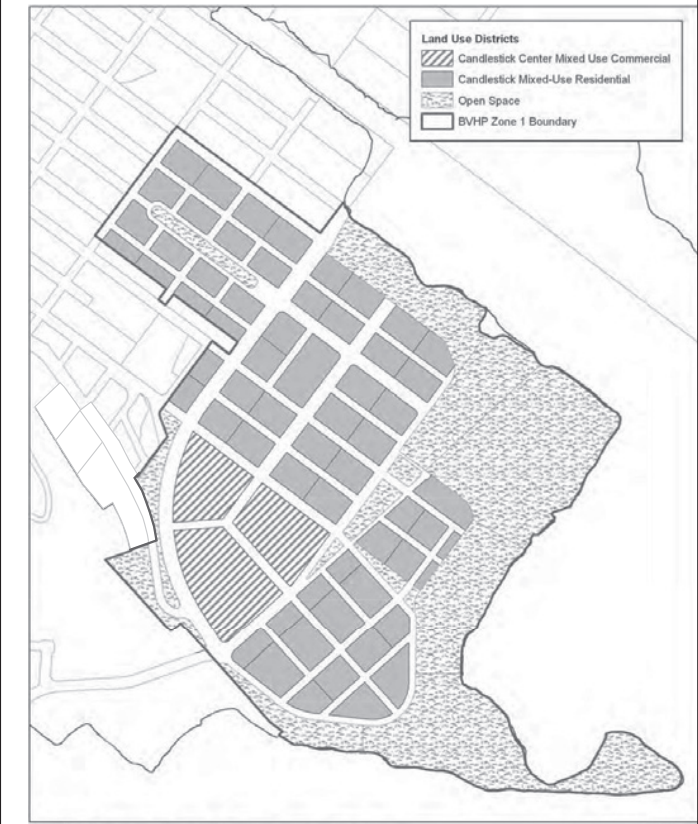 Land Use Districts
Candlestick Center Mixed Use Commercial
Candlestick Mixed-Use Residential
Open Space
BVHP Zone 1 Boundary